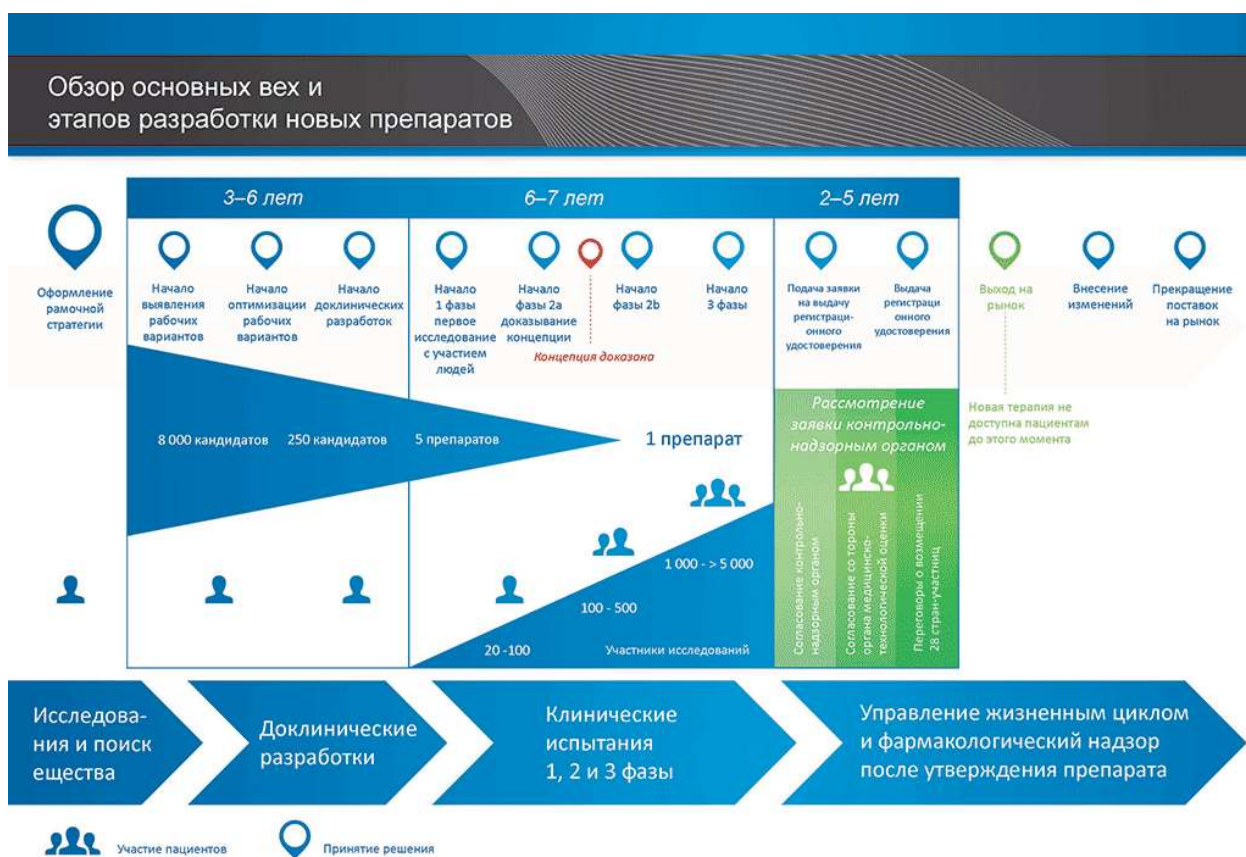 Обзор основных вех и
этапов разработки новых препаратов
3–6 лет
6–7 лет
2–5 лет
Оформление
рамочной
стратегии
Начало
выявления
рабочих
вариантов
Начало
оптимизации
рабочих
вариантов
Начало
доклинических
разработок
Начало
1 фазы
первое
исследование
с участием
людей
Начало
фазы 2a
доказывание
концепции
Концепция доказона
Начало
фазы 2b
Начало
3 фазы
Подача заявки
на выдачу
регистраци-
онного
удостоверения
Выдача
регистраци
онного
удостоверения
Выход на
рынок
Внесение
изменений
Прекращение
поставок
на рынок
8 000 кандидатов
250 кандидатов
5 препаратов
1 препарат
Рассмотрение
заявки контрольно-
надзорным органом
Новая терапия не
доступна пациентам
до этого момента
20 -100
100 - 500
1 000 - > 5 000
Участники исследований
Согласование контрольно-
надзорным органом
Согласование со тороны
органа медицинско-
технологической оценки
Переговоры о возмещении
28 стран-участниц
Исследова-
ния и поиск
ещества
Доклинические
разработки
Клинические
испытания
1, 2 и 3 фазы
Управление жизненным циклом
и фармакологический надзор
после утверждения препарата
Участие пациентов
Принятие решения